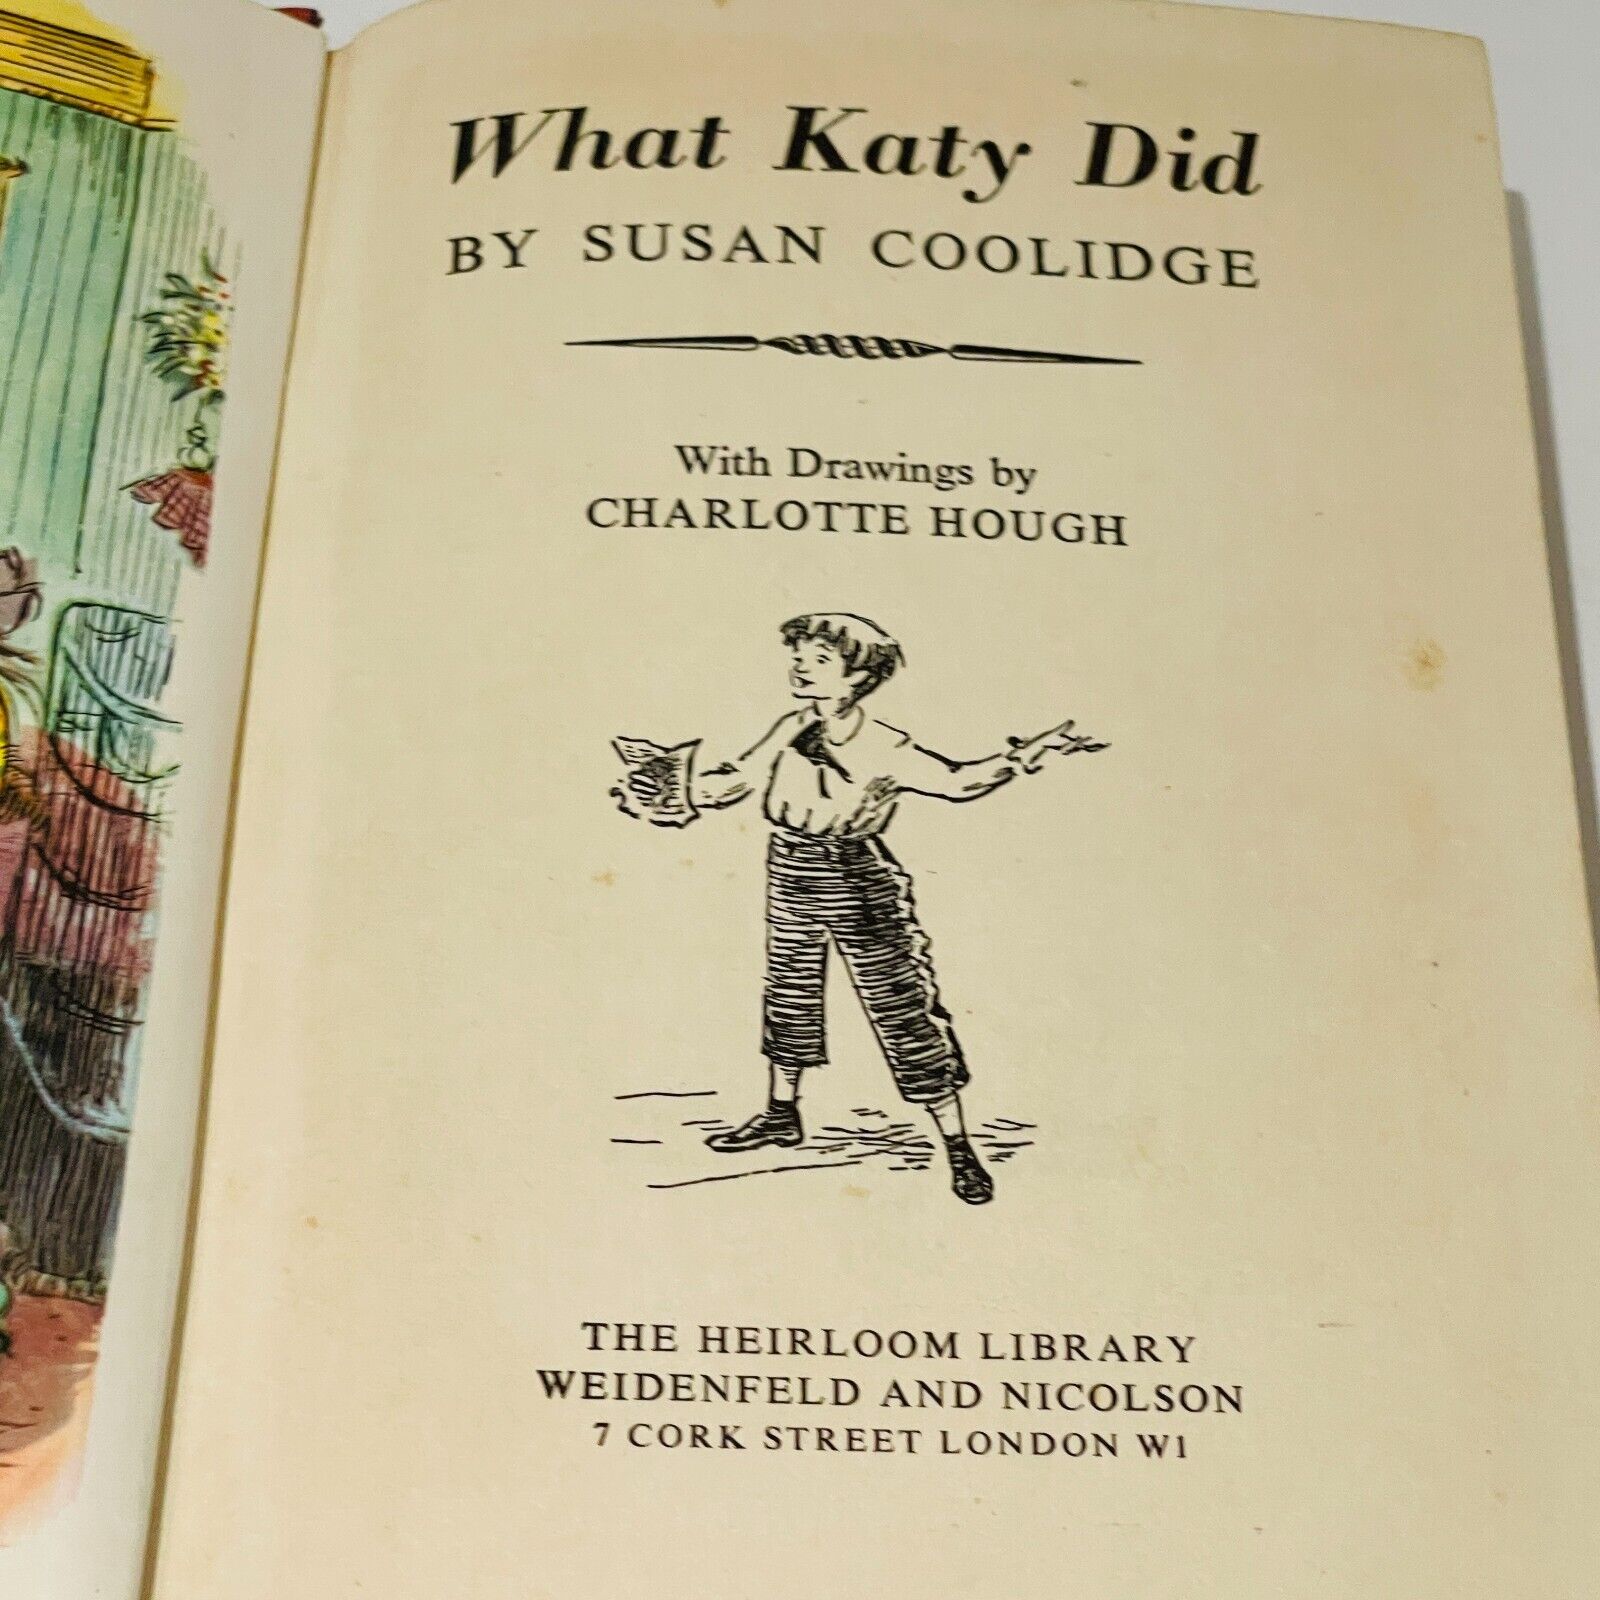 What Katy Did
BY SUSAN COOLIDGE
With Drawings by
CHARLOTTE HOUGH
THE HEIRLOOM LIBRARY
WEIDENFELD AND NICOLSON
7 CORK STREET LONDON W1